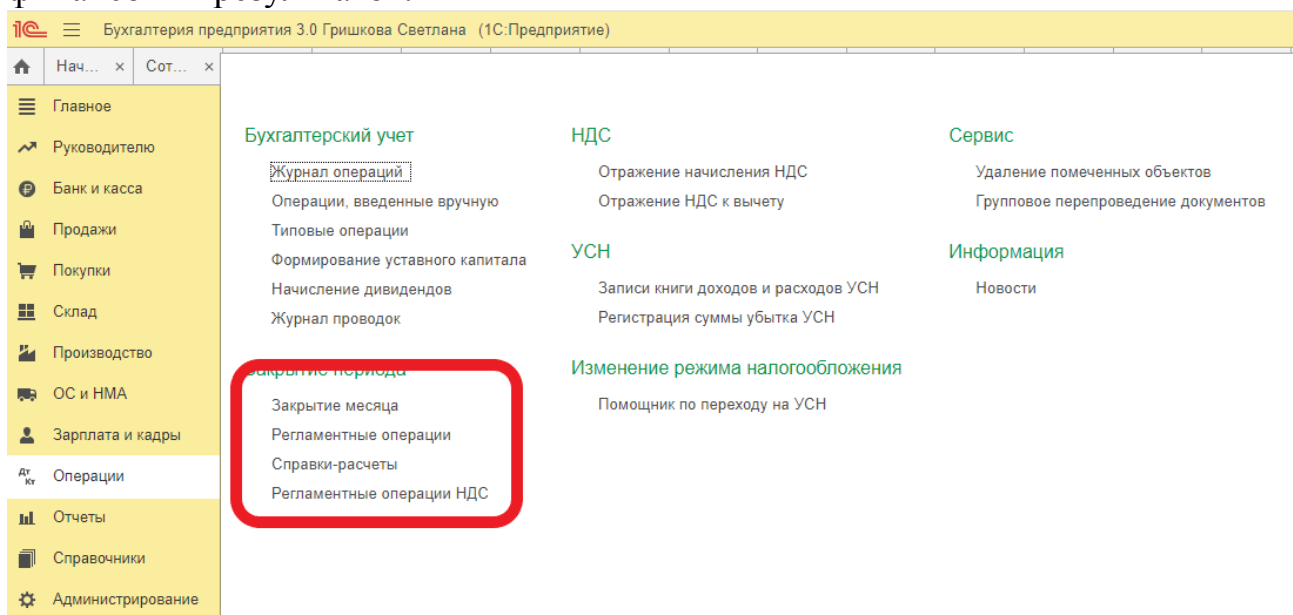 Бухгалтерия предприятия 3.0 Гришкова Светлана (1С:Предприятие)
Нач... × Сот... ×
Главное
Руководителю
Банк и касса
Продажи
Покупки
Склад
Производство
ОС и НМА
Зарплата и кадры
Дт Кт Операции
Отчеты
Справочники
Администрирование
Бухгалтерский учет
Журнал операций
Операции, введенные вручную
Типовые операции
Формирование уставного капитала
Начисление дивидендов
Журнал проводок
Закрытие периода
Закрытие месяца
Регламентные операции
Справки-расчеты
Регламентные операции НДС
НДС
Отражение начисления НДС
Отражение НДС к вычету
УСН
Записи книги доходов и расходов УСН
Регистрация суммы убытка УСН
Изменение режима налогообложения
Помощник по переходу на УСН
Сервис
Удаление помеченных объектов
Групповое перепроведение документов
Информация
Новости